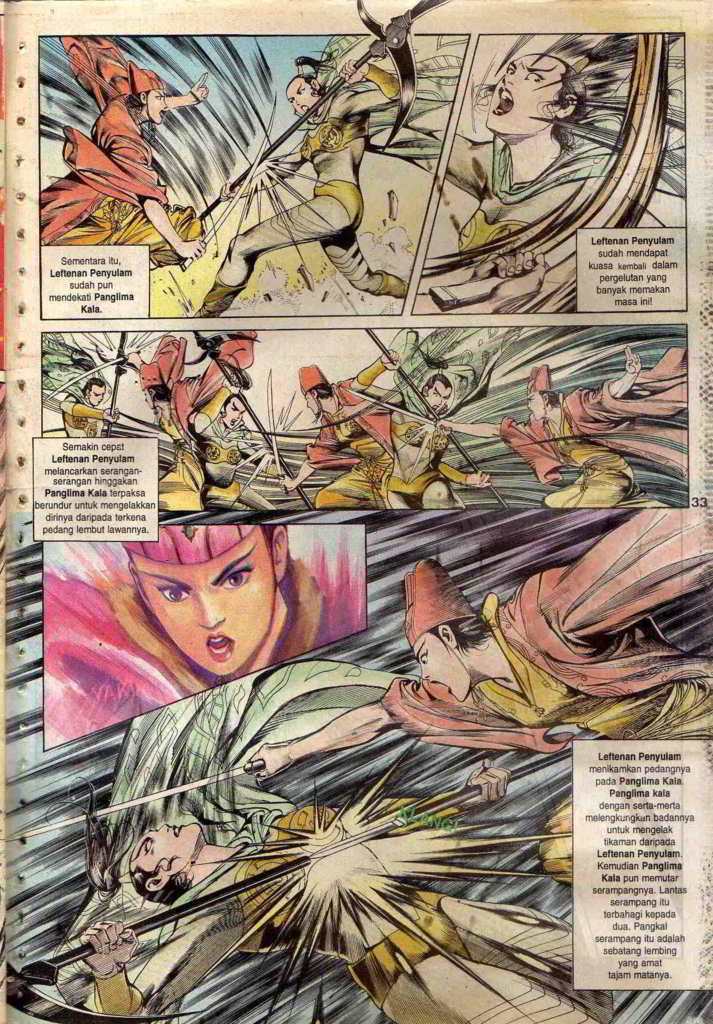 Sementara itu,
Leftenan Penyulam
sudah pun
mendekati Panglima
Kala.
Leftenan Penyulam
sudah mendapat
kuasa kembali dalam
pergelutan yang
banyak memakan
masa ini!
Semakin cepat
Leftenan Penyulam
melancarkan serangan-
serangan hinggakan
Panglima Kala terpaksa
berundur untuk mengelakkan
dirinya daripada terkena
pedang lembut lawannya.
33
YAKK
Leftenan Penyulam
menikamkan pedangnya
pada Panglima Kala.
Panglima kala
dengan serta-merta
melengkungkan badannya
untuk mengelak
tikaman daripada
Leftenan Penyulam.
Kemudian Panglima
Kala pun memutar
serampangnya. Lantas
serampang itu
terbahagi kepada
dua. Pangkal
serampang itu adalah
sebatang lembing
yang amat
tajam matanya.